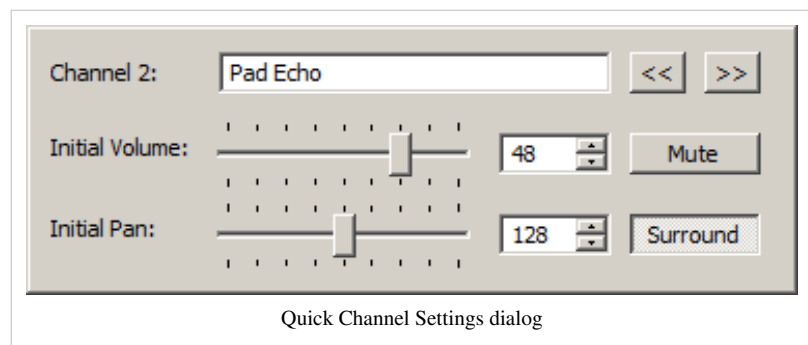 Channel 2: Pad Echo << >>
Initial Volume: 48 Mute
Initial Pan: 128 Surround
Quick Channel Settings dialog